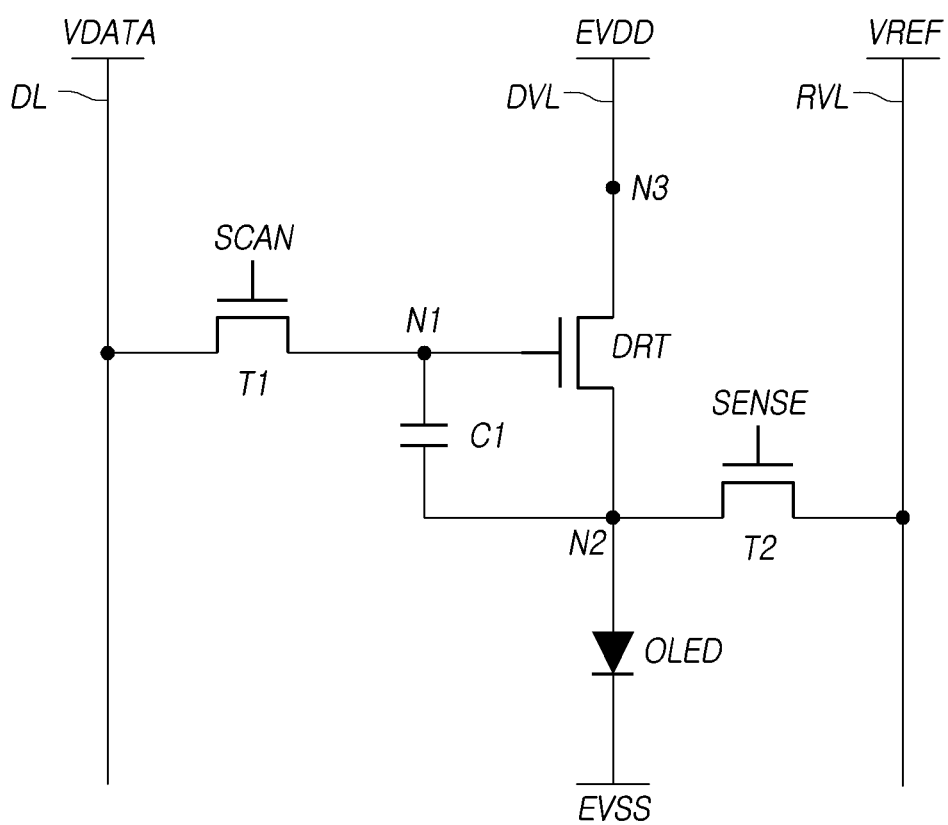 VDATA
EVDD
VREF
DL
DVL
RVL
N3
SCAN
N1
DRT
T1
SENSE
C1
N2
T2
OLED
EVSS